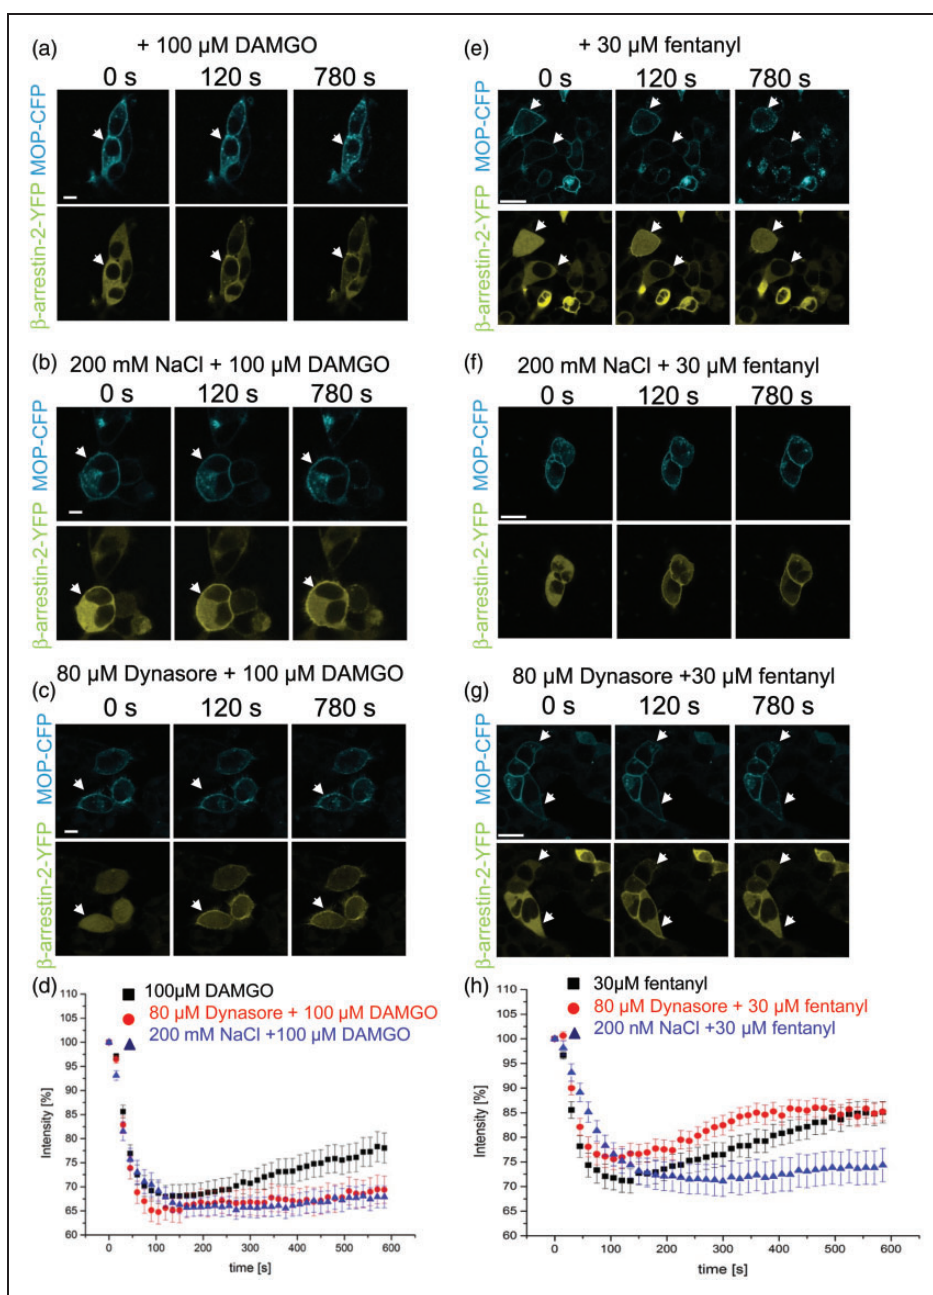 (a)
+ 100 µM DAMGO
0 s 120 s 780 s
MOP-CFP
β-arrestin-2-YFP
(b)
200 mM NaCl + 100 µM DAMGO
0 s 120 s 780 s
MOP-CFP
β-arrestin-2-YFP
(c)
80 µM Dynasore + 100 µM DAMGO
0 s 120 s 780 s
MOP-CFP
β-arrestin-2-YFP
(d)
100µM DAMGO
80 µM Dynasore + 100 µM DAMGO
200 mM NaCl +100 µM DAMGO
110
105
100
95
90
85
80
75
70
65
60
Intensity [%]
0 100 200 300 400 500 600
time [s]
(e)
+ 30 µM fentanyl
0 s 120 s 780 s
MOP-CFP
β-arrestin-2-YFP
(f)
200 mM NaCl + 30 µM fentanyl
0 s 120 s 780 s
MOP-CFP
β-arrestin-2-YFP
(g)
80 µM Dynasore +30 µM fentanyl
0 s 120 s 780 s
MOP-CFP
β-arrestin-2-YFP
(h)
30µM fentanyl
80 µM Dynasore + 30 µM fentanyl
200 nM NaCl +30 µM fentanyl
110
105
100
95
90
85
80
75
70
65
60
Intensity [%]
0 100 200 300 400 500 600
time [s]